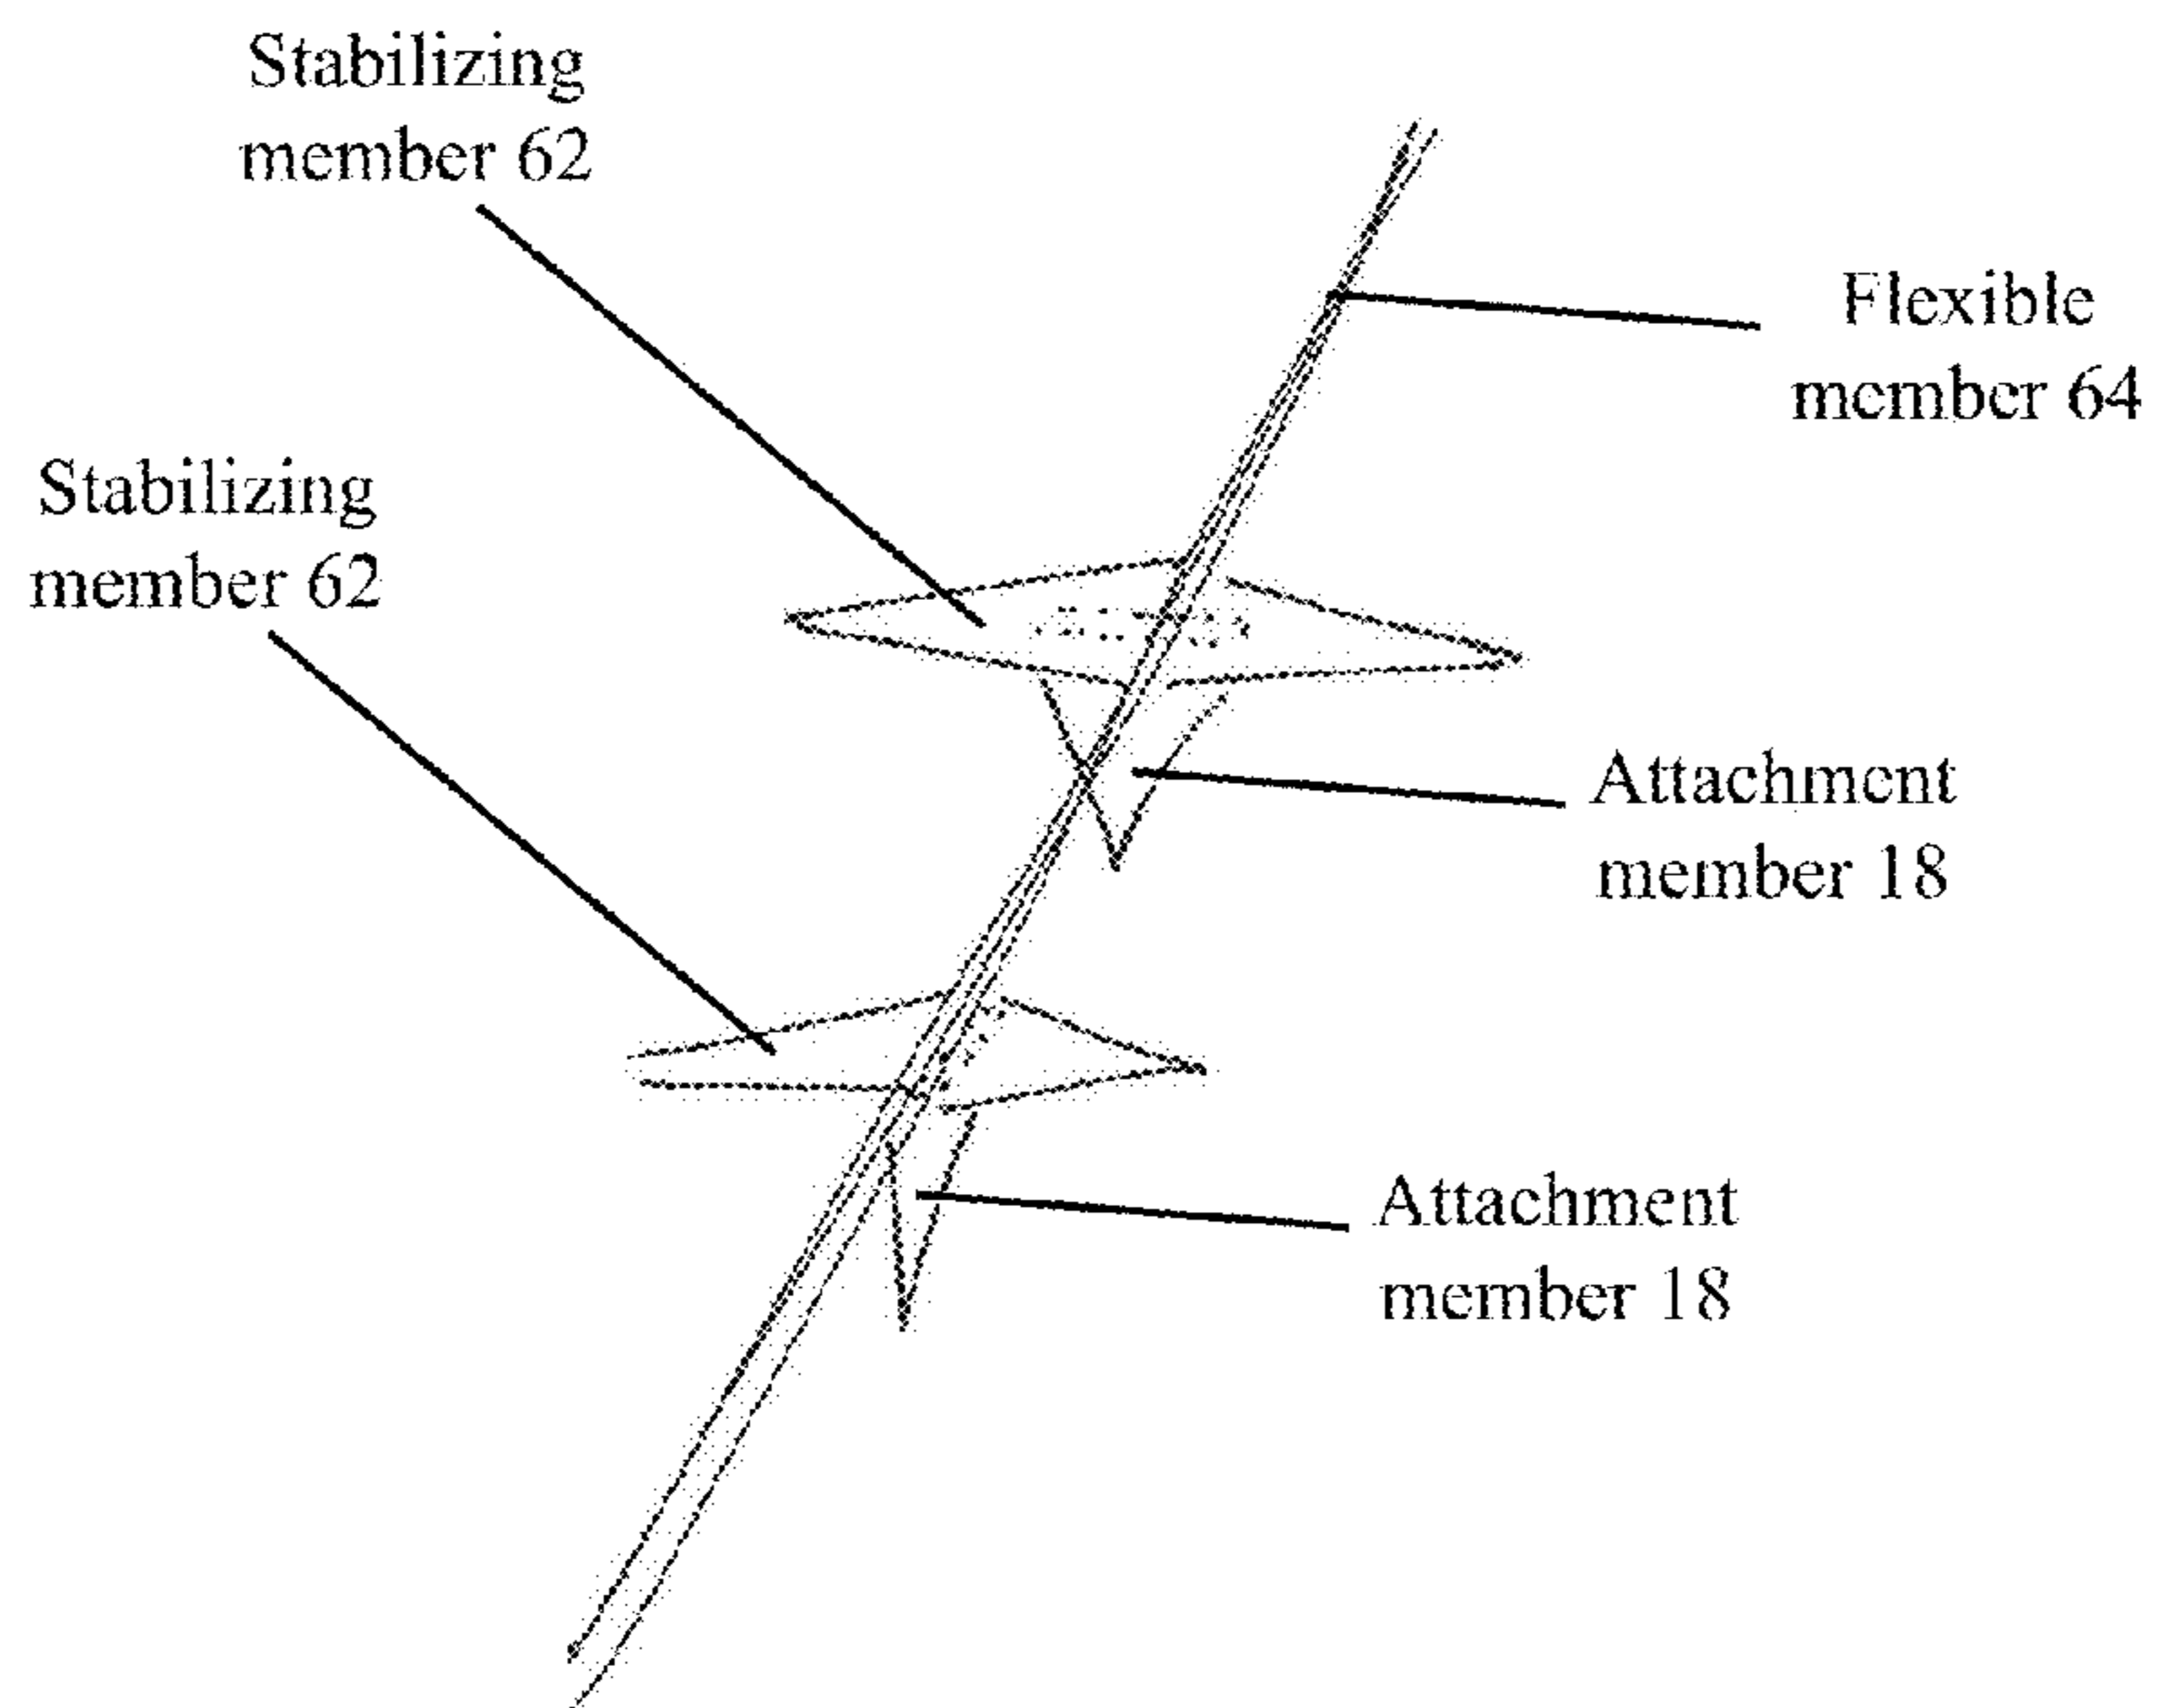 Stabilizing
member 62
Flexible
member 64
Stabilizing
member 62
Attachment
member 18
Attachment
member 18